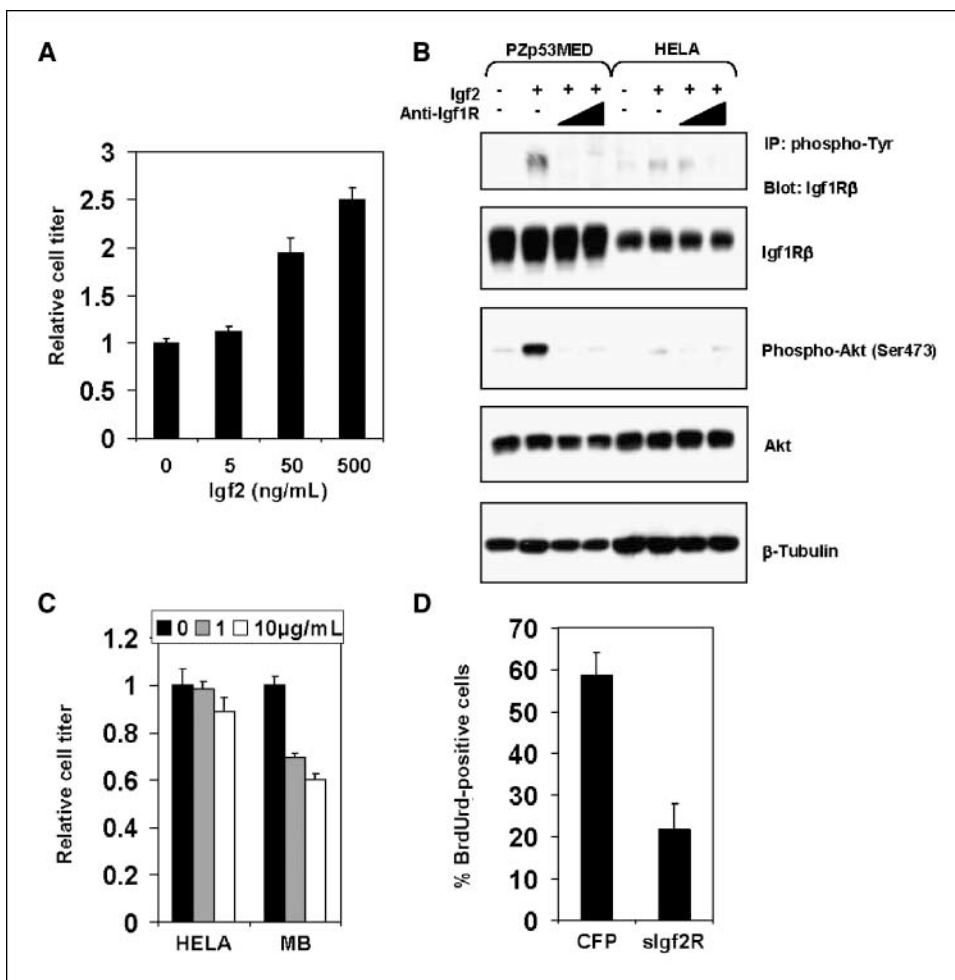 A
Relative cell titer
3
2.5
2
1.5
1
0.5
0
0 5 50 500
Igf2 (ng/mL)
B
PZp53MED HELA
Igf2 - + + + - + + +
Anti-Igf1R - - - -
IP: phospho-Tyr
Blot: Igf1Rβ
Igf1Rβ
Phospho-Akt (Ser473)
Akt
β-Tubulin
C
0 1 10µg/mL
Relative cell titer
1.2
1
0.8
0.6
0.4
0.2
0
HELA MB
D
% BrdUrd-positive cells
70
60
50
40
30
20
10
0
CFP sIgf2R